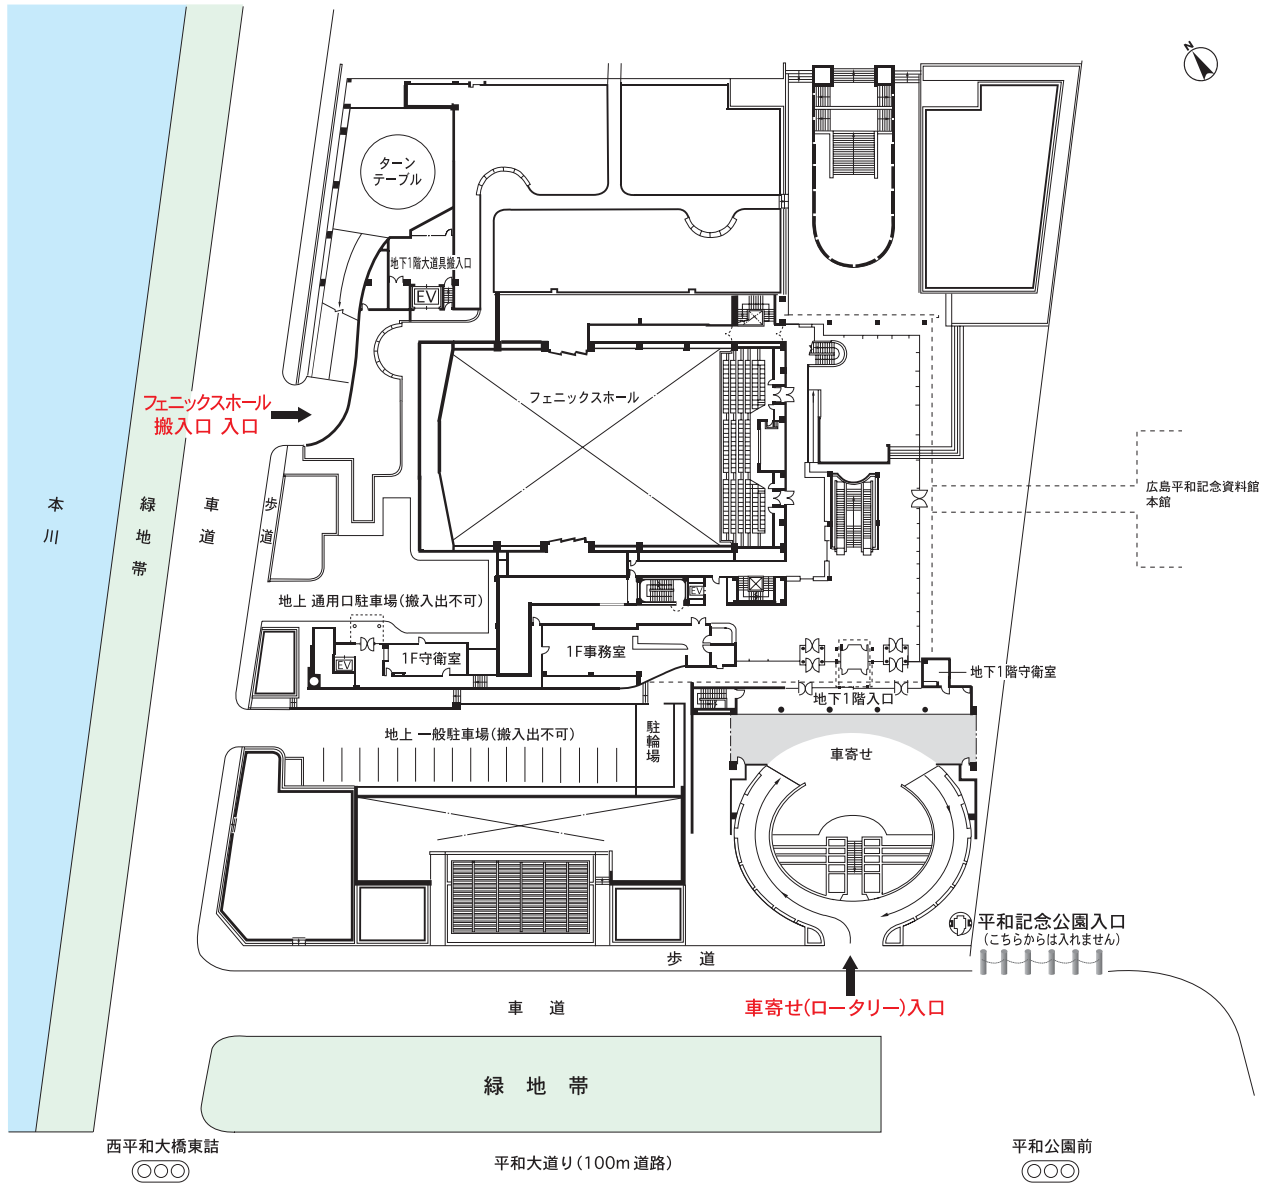 N
ターン
テーブル
地下1階大道具搬入口
EV
フェニックスホール
フェニックスホール
搬入口 入口
広島平和記念資料館
本館
本川
緑地帯
車道
歩道
地上 通用口駐車場(搬入出不可)
EV
1F守衛室
1F事務室
EV
地下1階守衛室
地下1階入口
地上 一般駐車場(搬入出不可)
駐輪場
車寄せ
平和記念公園入口
(こちらからは入れません)
歩道
車道
車寄せ(ロータリー)入口
緑地帯
西平和大橋東詰
平和大通り(100m道路)
平和公園前